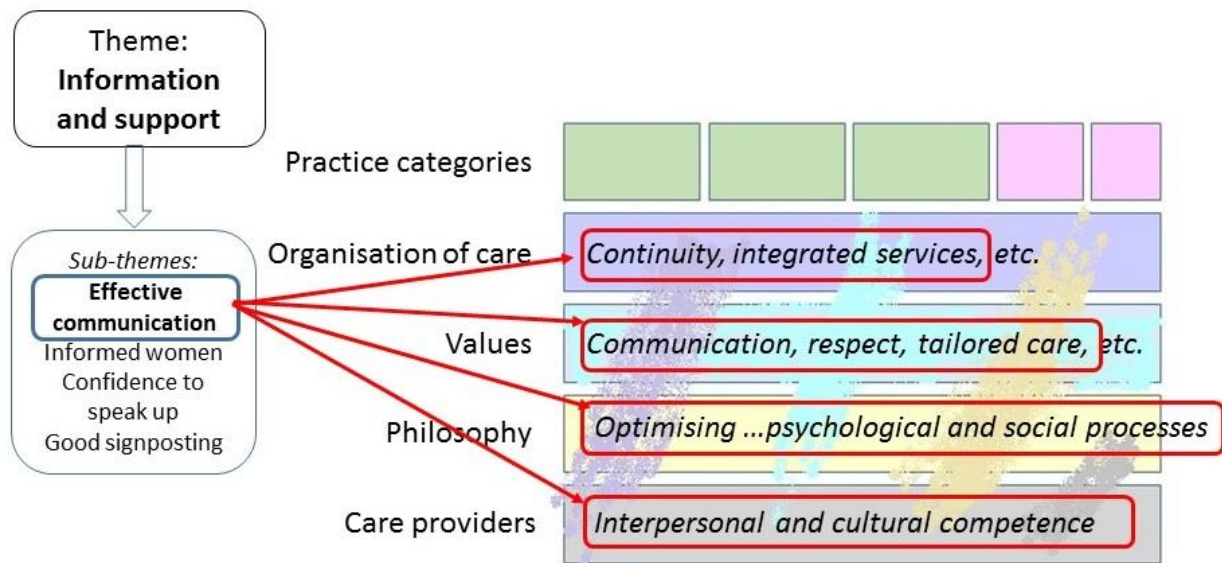 Theme:
Information
and support
Sub-themes:
Effective
communication
Informed women
Confidence to
speak up
Good signposting
Practice categories
Organisation of care
Continuity, integrated services, etc.
Values
Communication, respect, tailored care, etc.
Philosophy
Optimising ...psychological and social processes
Care providers
Interpersonal and cultural competence